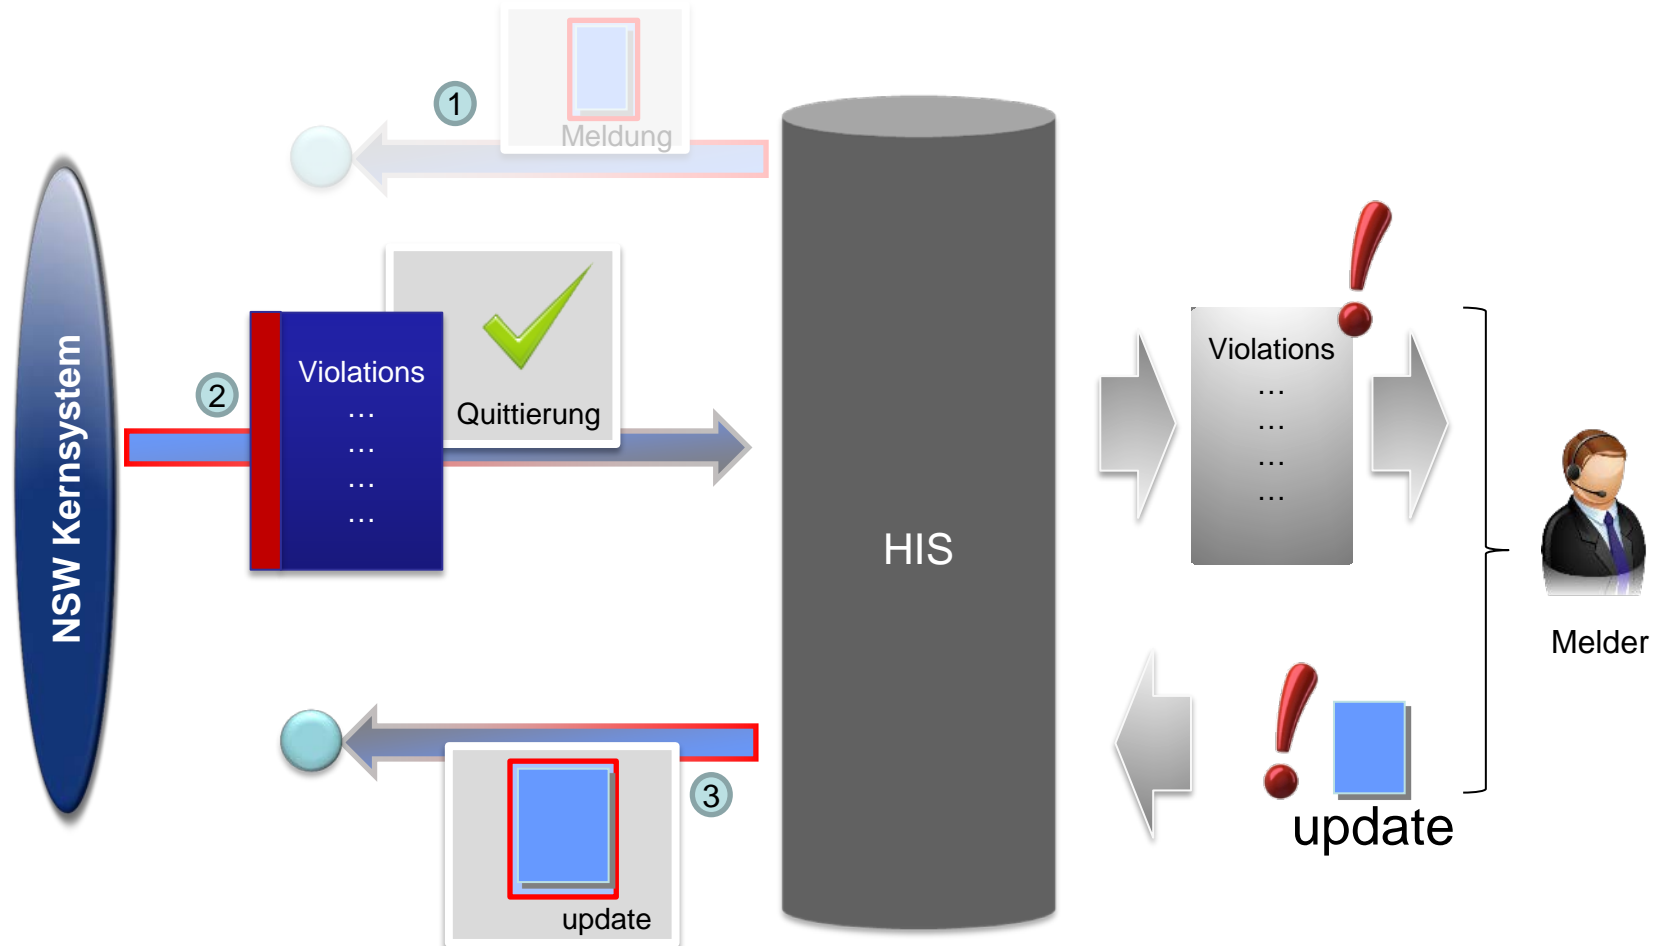 1
Meldung
NSW Kernsystem
2
Violations
…
…
…
…
Quittierung
HIS
Violations
…
…
…
…
Melder
3
update
update